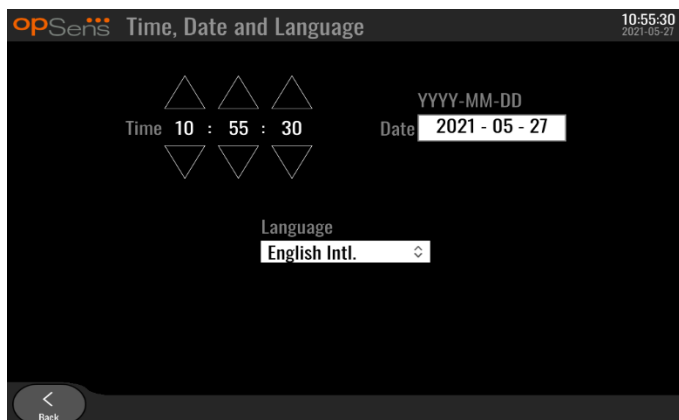 opSens Time, Date and Language
10:55:30
2021-05-27
YYYY-MM-DD
Time 10 : 55 : 30
Date 2021 - 05 - 27
Language
English Intl.
Back